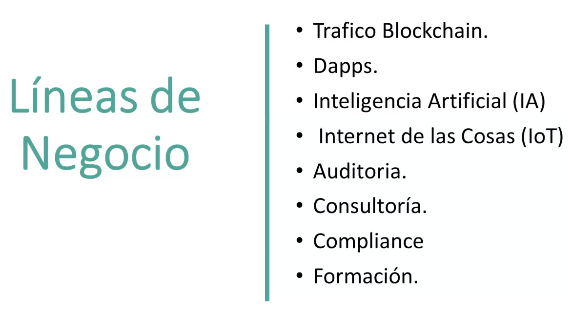 Líneas de
Negocio
• Trafico Blockchain.
• Dapps.
• Inteligencia Artificial (IA)
• Internet de las Cosas (IoT)
• Auditoria.
• Consultoría.
• Compliance
• Formación.